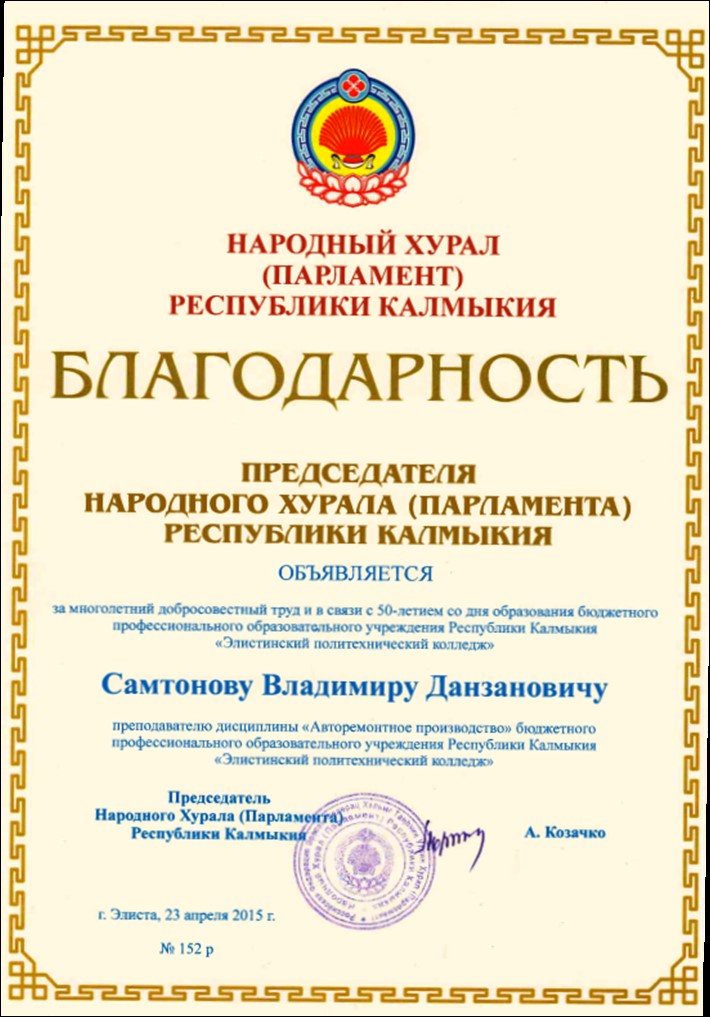 НАРОДНЫЙ ХУРАЛ
(ПАРЛАМЕНТ)
РЕСПУБЛИКИ КАЛМЫКИЯ
БЛАГОДАРНОСТЬ
ПРЕДСЕДАТЕЛЯ
НАРОДНОГО ХУРАЛА (ПАРЛАМЕНТА)
РЕСПУБЛИКИ КАЛМЫКИЯ
ОБЪЯВЛЯЕТСЯ
за многолетний добросовестный труд и в связи с 50-летием со дня образования бюджетного
профессионального образовательного учреждения Республики Калмыкия
«Элистинский политехнический колледж»
Самтонову Владимиру Данзановичу
преподавателю дисциплины «Авторемонтное производство» бюджетного
профессионального образовательного учреждения Республики Калмыкия
«Элистинский политехнический колледж»
Председатель
Народного Хурала (Парламента)
Республики Калмыкия
А. Козачко
г. Элиста, 23 апреля 2015 г.
№ 152 р